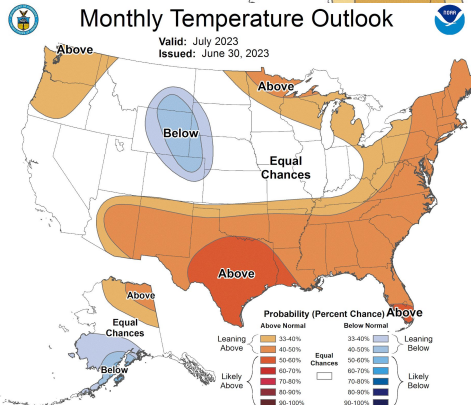 NOAA
Monthly Temperature Outlook
Valid: July 2023
Issued: June 30, 2023
Above
Above
Below
Equal
Chances
Above
Above
Above
Equal
Chances
Below
Probability (Percent Chance)
Above Normal
Below Normal
Leaning
Above
33-40%
40-50%
50-60%
60-70%
70-80%
80-90%
90-100%
Likely
Above
Equal
Chances
33-40%
40-50%
50-60%
60-70%
70-80%
80-90%
90-100%
Leaning
Below
Likely
Below